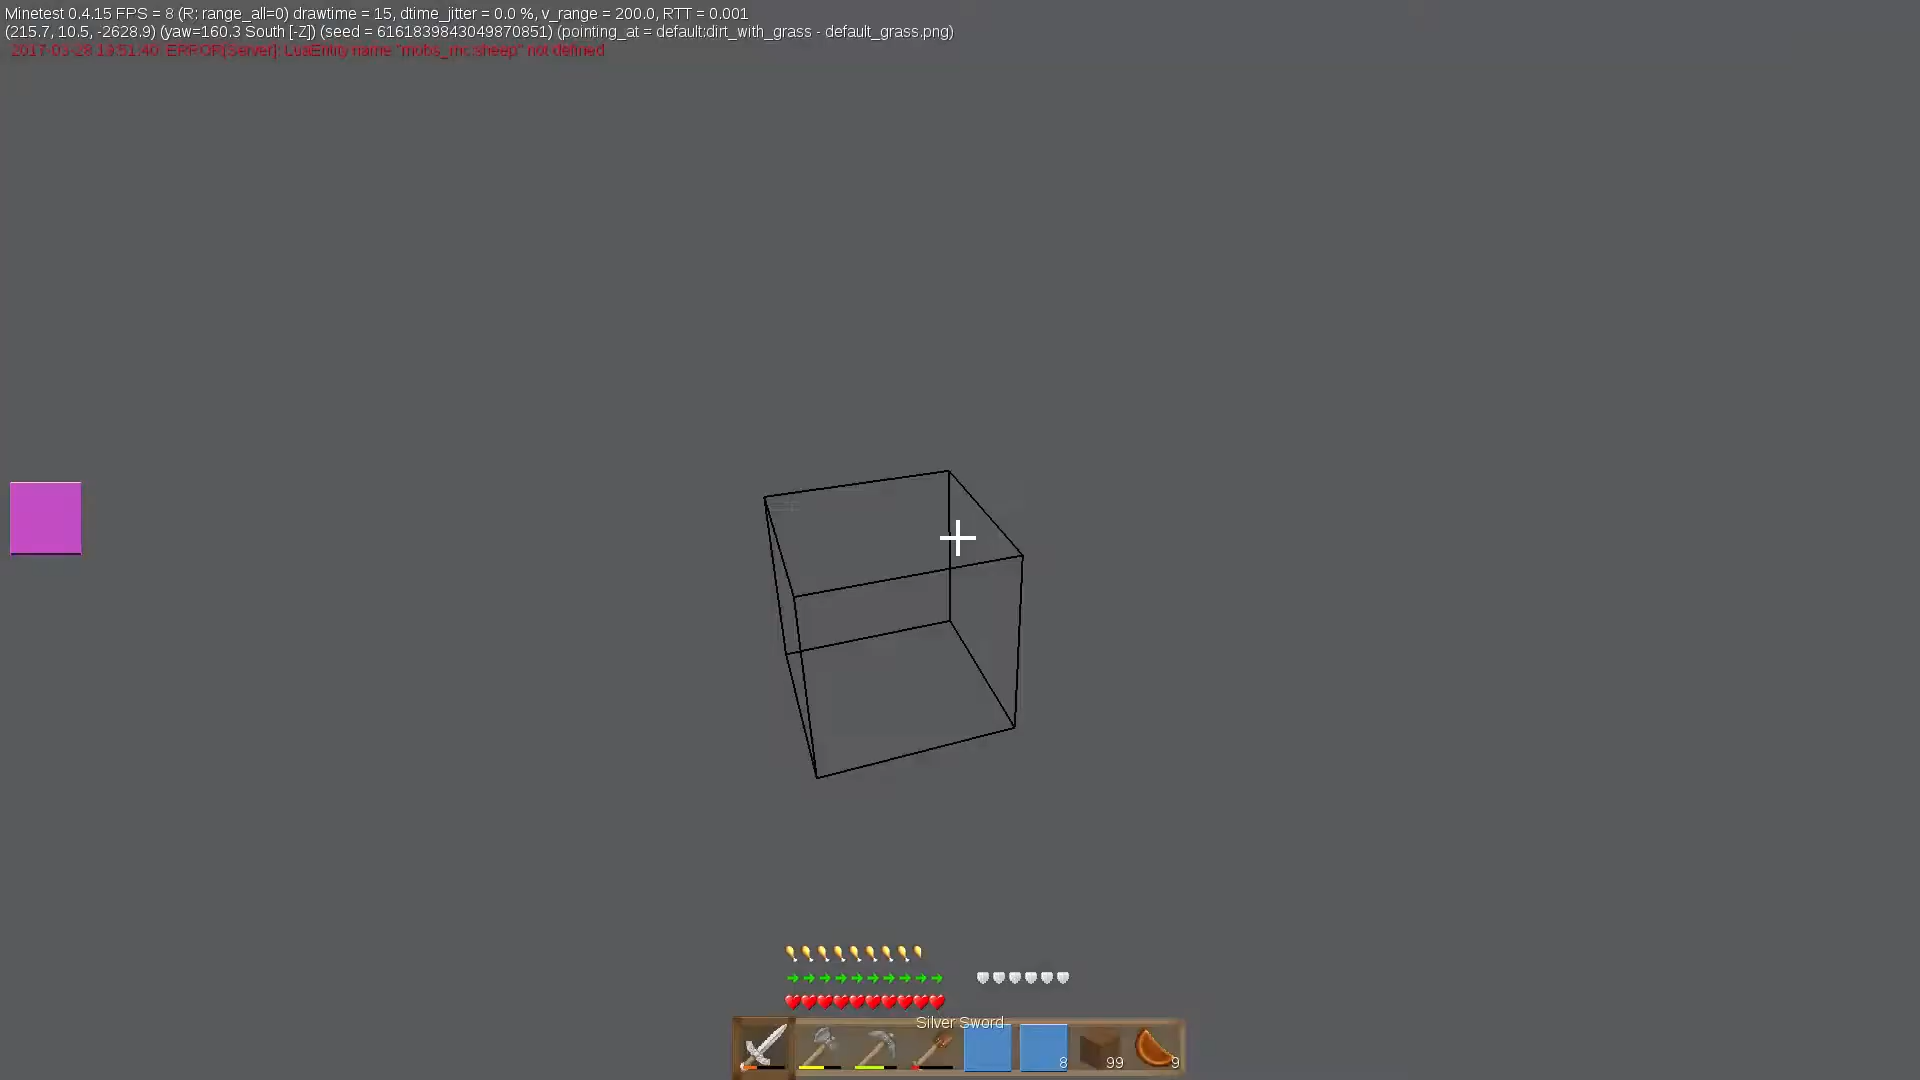 Minetest 0.4.15 FPS = 8 (R: range_all=0) drawtime = 15, dtime_jitter = 0.0 %, v_range = 200.0, RTT = 0.001
(215.7, 10.5, -2628.9) (yaw=160.3 South [-Z]) (seed = 6161839843049870851) (pointing_at = default:dirt_with_grass - default_grass.png)
2017-03-28 19:51:40: ERROR[Server]: LuaEntity name "mobs_mc:sheep" not defined
Silver Sword
8
99
9